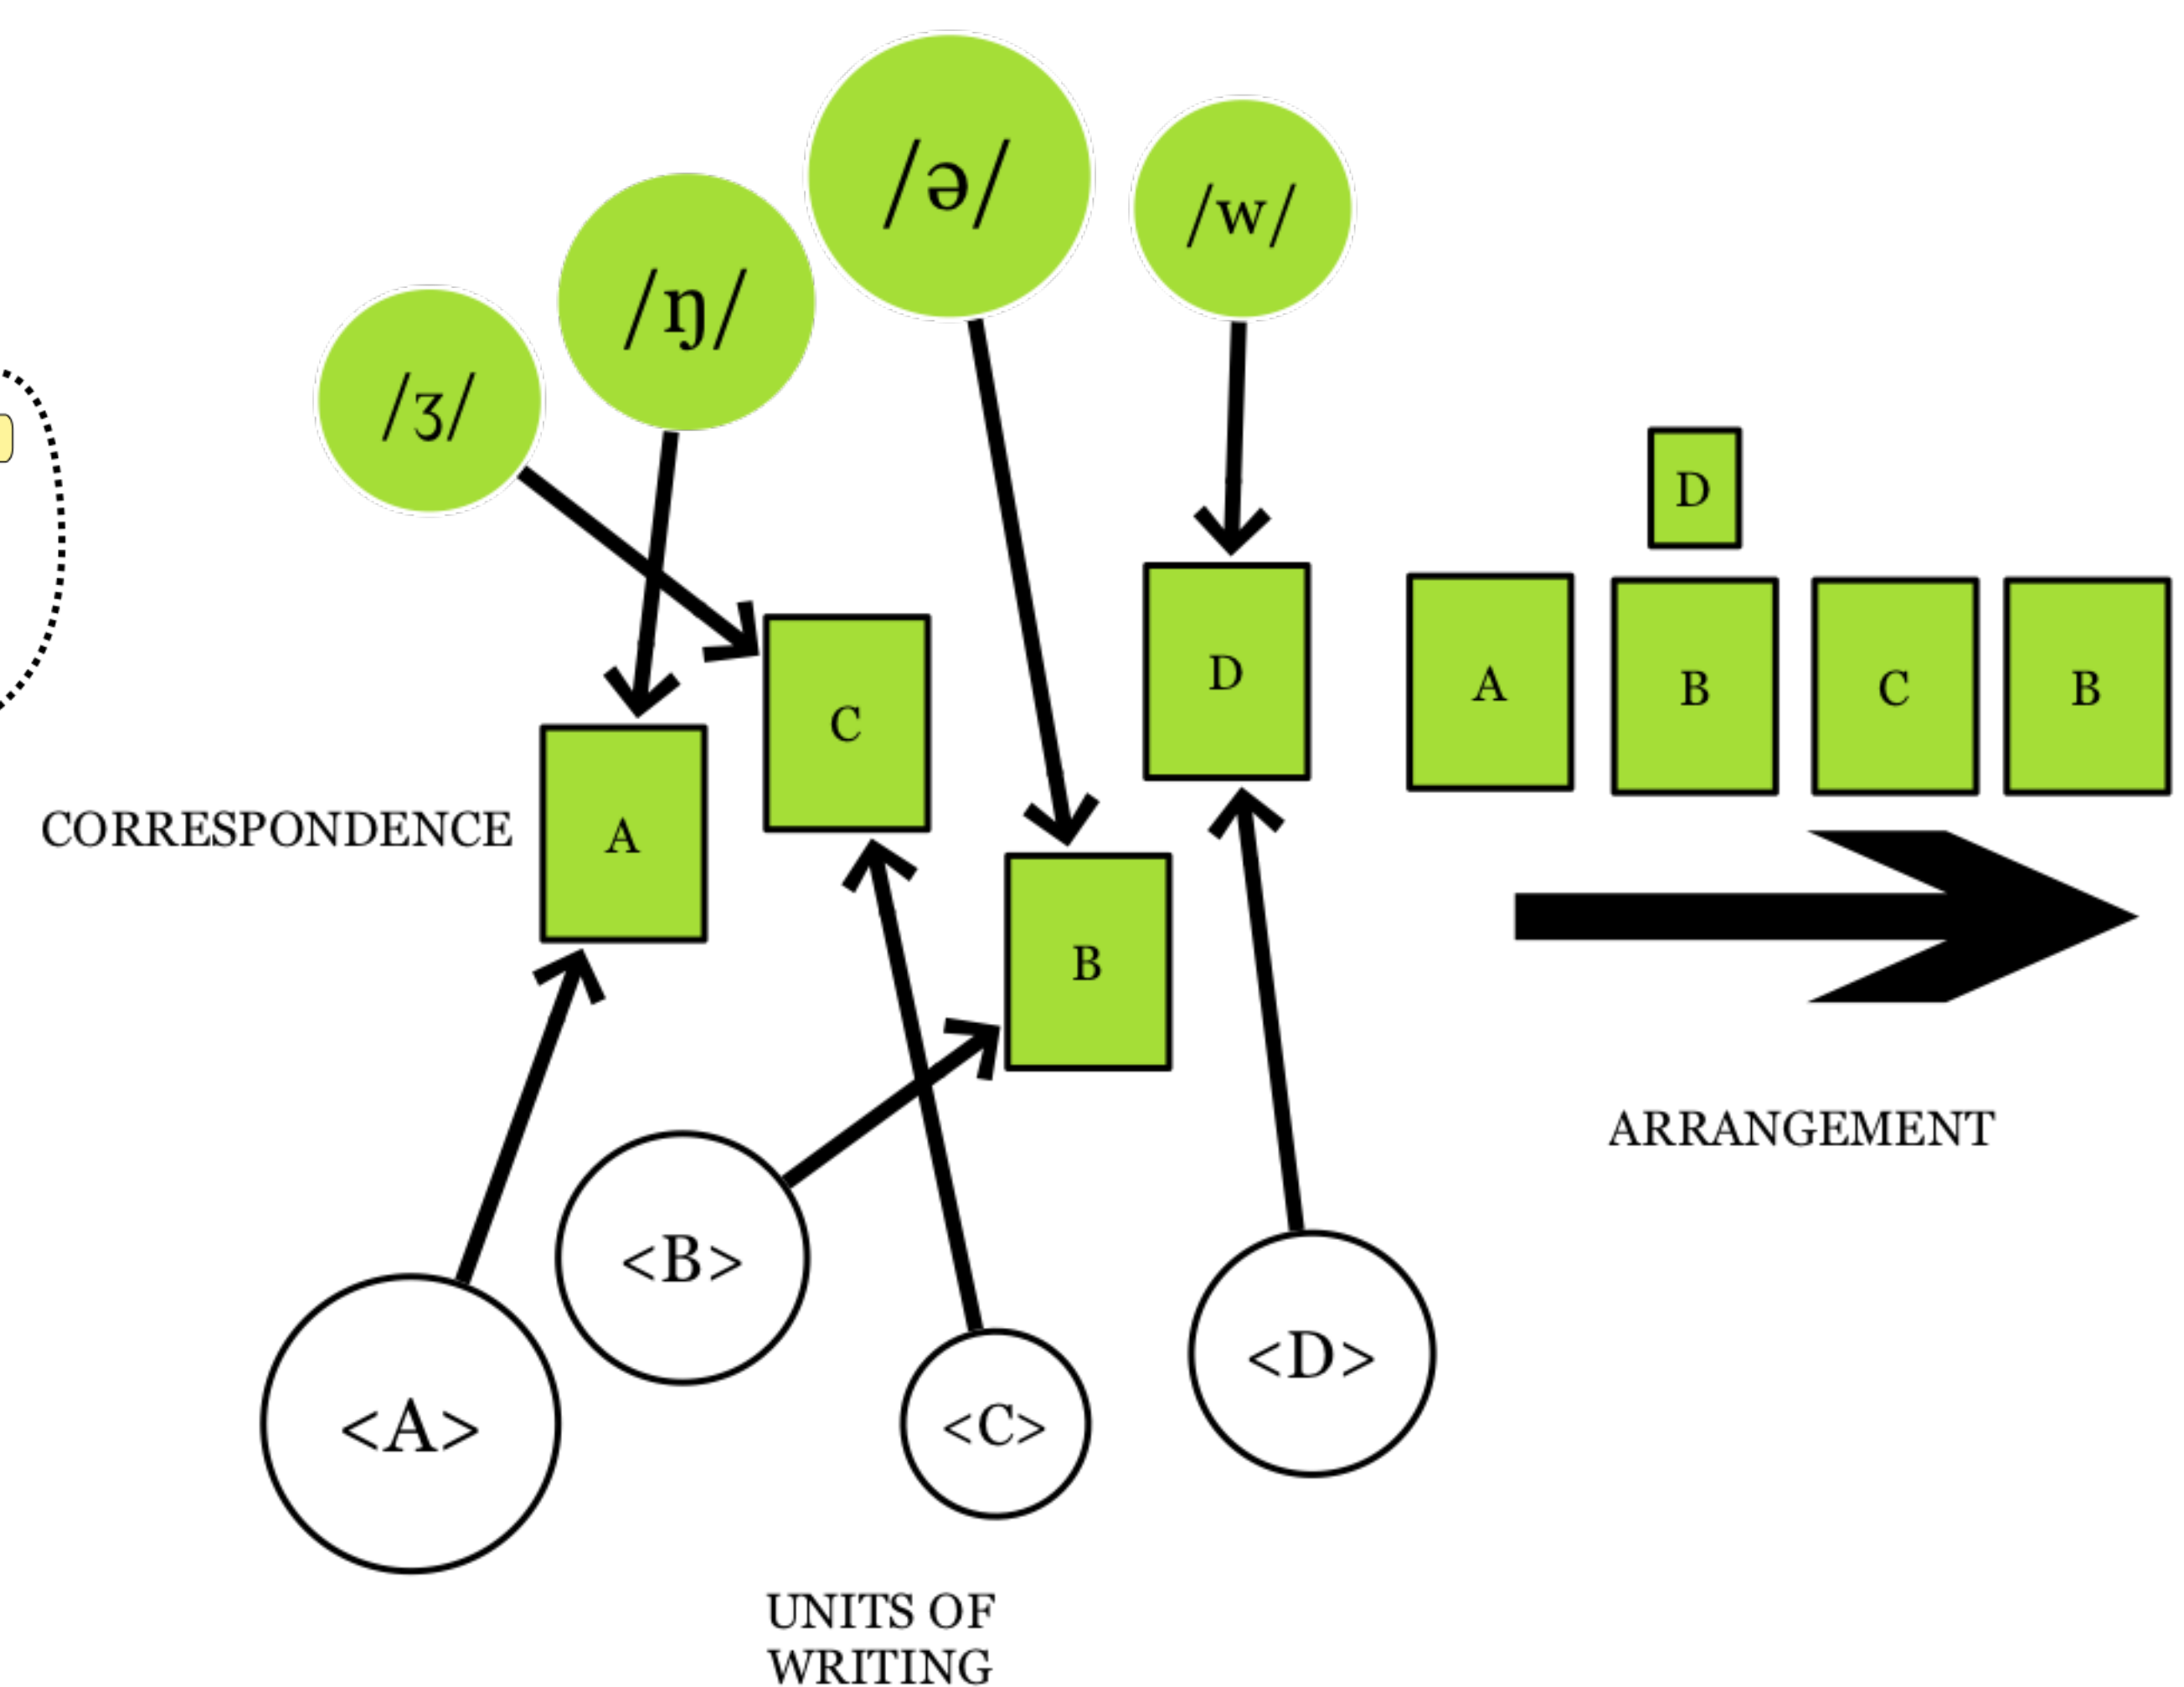 /ə/
/w/
/ŋ/
/ʒ/
D
A B C B
D
C
A
B
CORRESPONDENCE
ARRANGEMENT
<A>
<B>
<C>
<D>
UNITS OF
WRITING